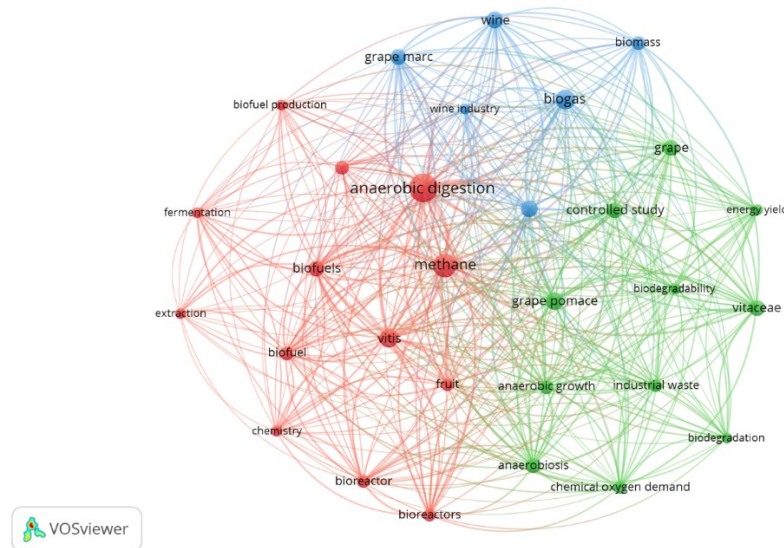 wine
biomass
grape marc
biogas
biofuel production
wine industry
grape
anaerobic digestion
fermentation
controlled study
energy yield
biofuels
methane
biodegradability
extraction
grape pomace
vitaceae
vitis
biofuel
fruit
anaerobic growth
industrial waste
chemistry
biodegradation
anaerobiosis
bioreactor
chemical oxygen demand
bioreactors
VOSviewer